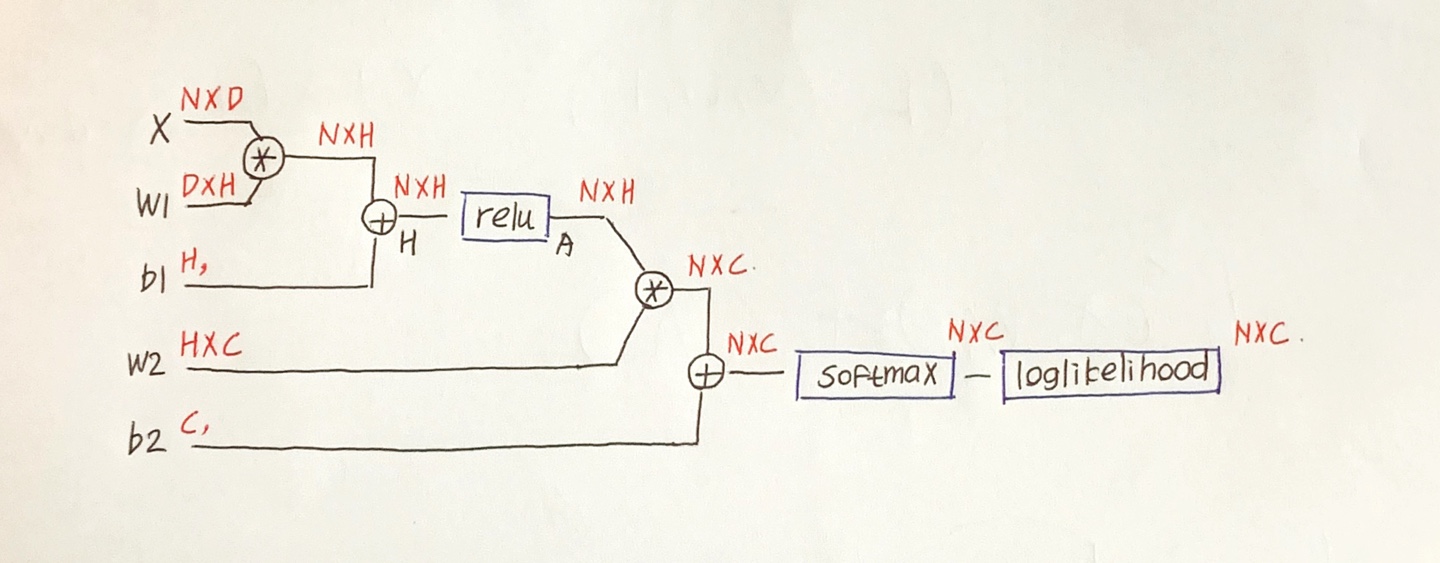 NXD
X
NXH
W1 DXH
NXH
relu
NXH
H
A
b1 H,
NXC.
W2 HXC
NXC
NXC
NXC.
softmax
loglikelihood
b2 C,